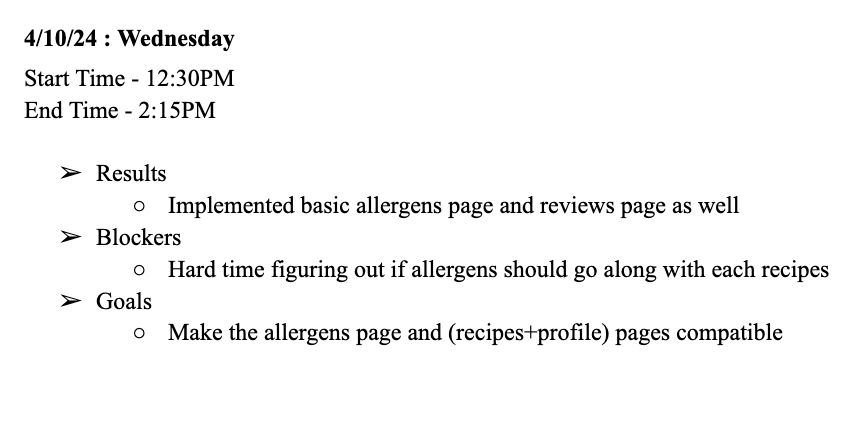 4/10/24 : Wednesday
Start Time - 12:30PM
End Time - 2:15PM
➢ Results
○ Implemented basic allergens page and reviews page as well
➢ Blockers
○ Hard time figuring out if allergens should go along with each recipes
➢ Goals
○ Make the allergens page and (recipes+profile) pages compatible